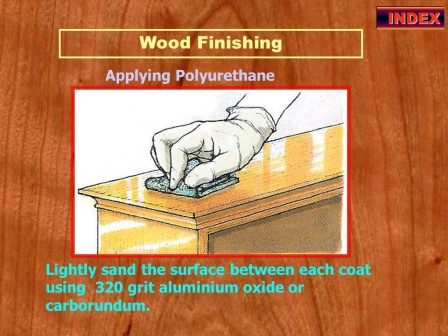 INDEX
Wood Finishing
Applying Polyurethane
Lightly sand the surface between each coat
using 320 grit aluminium oxide or
carborundum.